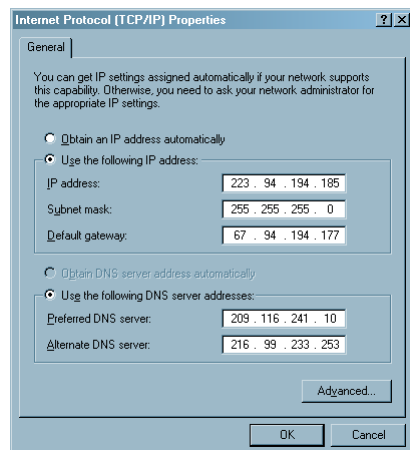 Internet Protocol (TCP/IP) Properties
General
You can get IP settings assigned automatically if your network supports
this capability. Otherwise, you need to ask your network administrator for
the appropriate IP settings.
Obtain an IP address automatically
Use the following IP address:
IP address: 223 . 94 . 194 . 185
Subnet mask: 255 . 255 . 255 . 0
Default gateway: 67 . 94 . 194 . 177
Obtain DNS server address automatically
Use the following DNS server addresses:
Preferred DNS server: 209 . 116 . 241 . 10
Alternate DNS server: 216 . 99 . 233 . 253
Advanced...
OK Cancel